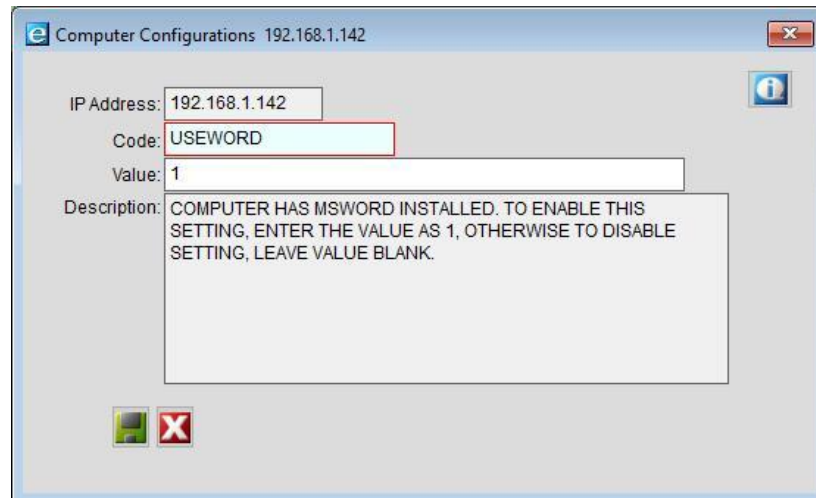 Computer Configurations 192.168.1.142
IP Address: 192.168.1.142
Code: USEWORD
Value: 1
Description: COMPUTER HAS MSWORD INSTALLED. TO ENABLE THIS
SETTING, ENTER THE VALUE AS 1, OTHERWISE TO DISABLE
SETTING, LEAVE VALUE BLANK.